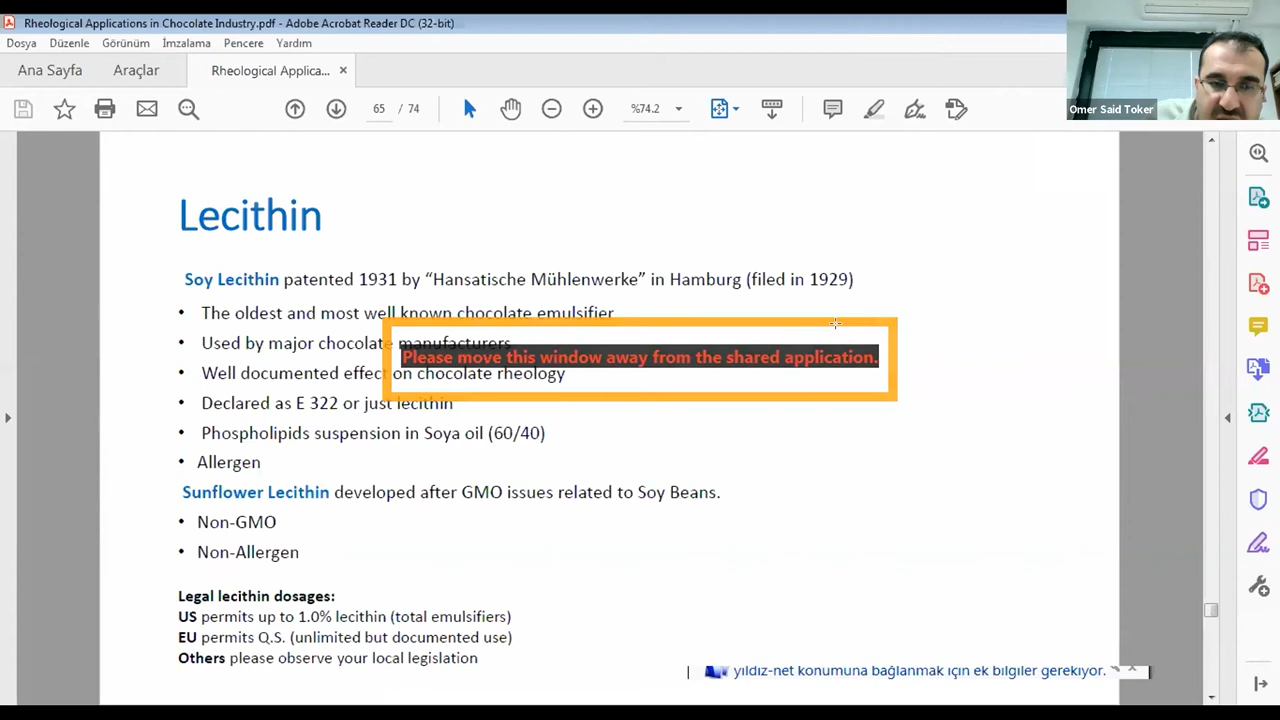 Rheological Applications in Chocolate Industry.pdf - Adobe Acrobat Reader DC (32-bit)
Dosya Düzenle Görünüm İmzalama Pencere Yardım
Ana Sayfa Araçlar Rheological Applica... ×
65 / 74 %74.2
Omer Said Toker
Lecithin
Soy Lecithin patented 1931 by “Hansatische Mühlenwerke” in Hamburg (filed in 1929)
• The oldest and most well known chocolate emulsifier
• Used by major chocolate manufacturers
Please move this window away from the shared application.
• Well documented effect on chocolate rheology
• Declared as E 322 or just lecithin
• Phospholipids suspension in Soya oil (60/40)
• Allergen
Sunflower Lecithin developed after GMO issues related to Soy Beans.
• Non-GMO
• Non-Allergen
Legal lecithin dosages:
US permits up to 1.0% lecithin (total emulsifiers)
EU permits Q.S. (unlimited but documented use)
Others please observe your local legislation
yıldız-net konumuna bağlanmak için ek bilgiler gerekiyor.